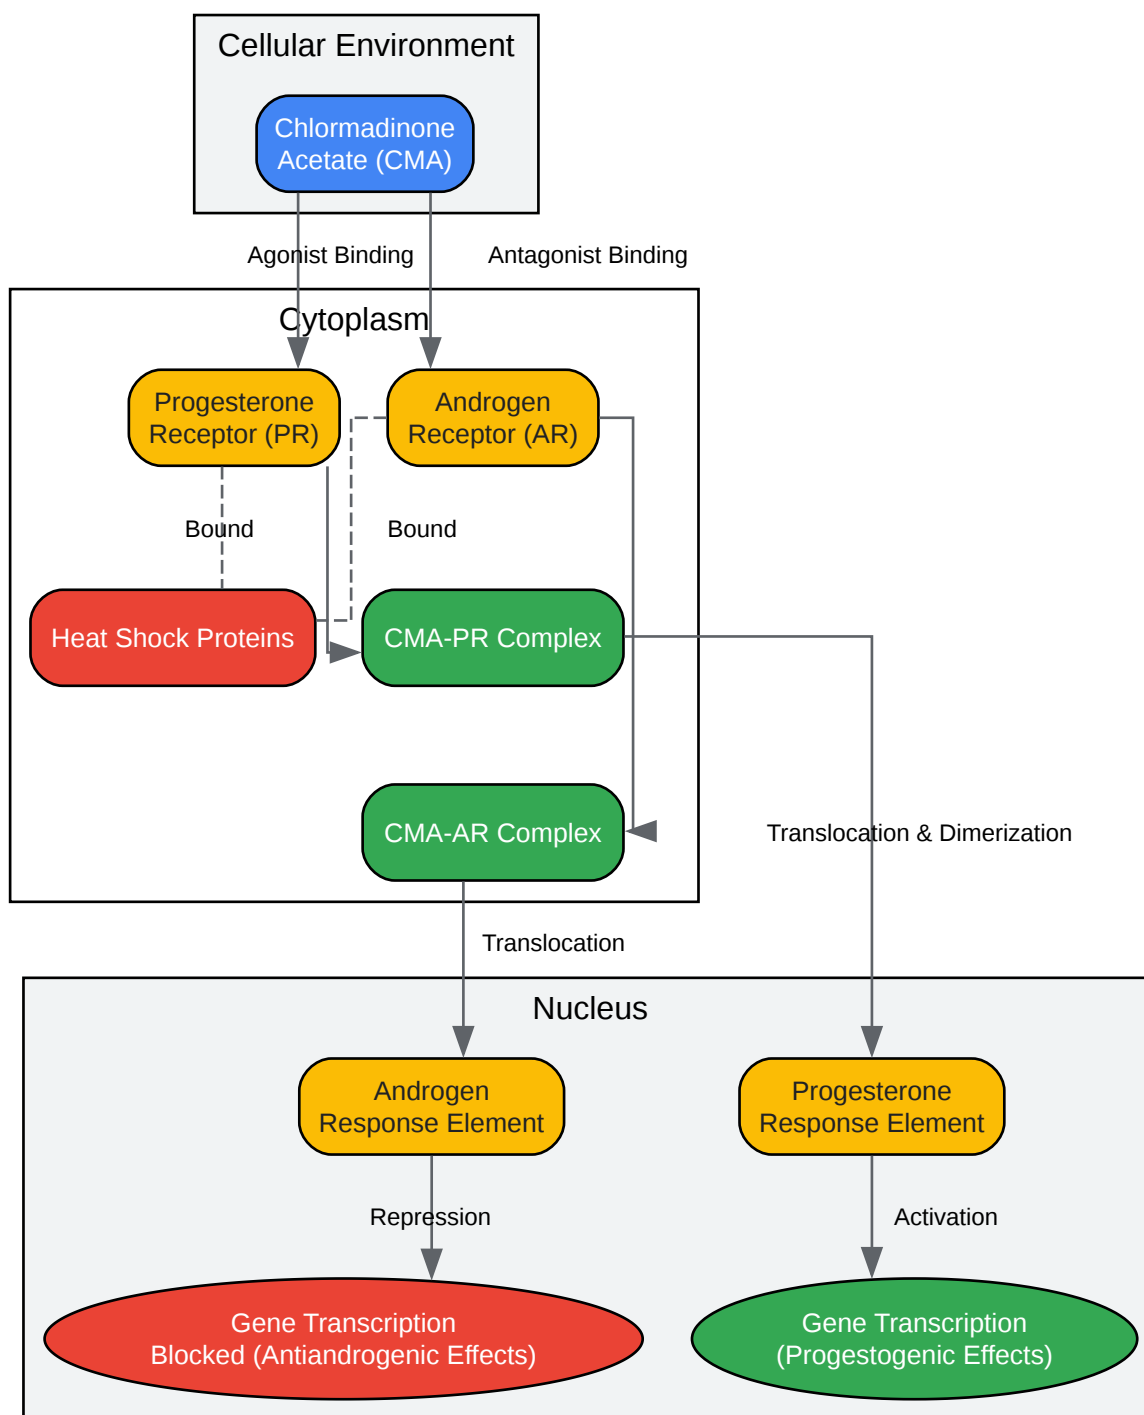 Cellular Environment
Chlormadinone
Acetate (CMA)
Agonist Binding
Antagonist Binding
Cytoplasm
Progesterone
Receptor (PR)
Androgen
Receptor (AR)
Bound
Bound
Heat Shock Proteins
CMA-PR Complex
CMA-AR Complex
Translocation & Dimerization
Translocation
Nucleus
Androgen
Response Element
Progesterone
Response Element
Repression
Activation
Gene Transcription
Blocked (Antiandrogenic Effects)
Gene Transcription
(Progestogenic Effects)